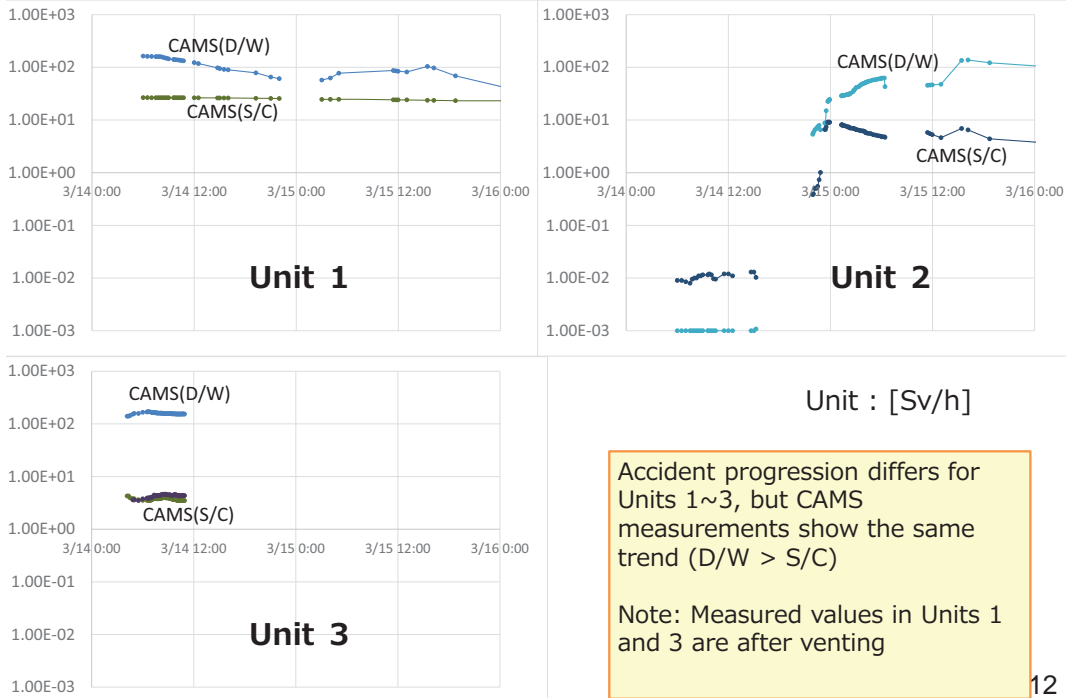 1.00E+03
CAMS(D/W)
1.00E+02
CAMS(S/C)
1.00E+01
1.00E+00
3/14 0:00 3/14 12:00 3/15 0:00 3/15 12:00 3/16 0:00
1.00E-01
1.00E-02
Unit 1
1.00E-03
1.00E+03
CAMS(D/W)
1.00E+02
1.00E+01
CAMS(S/C)
1.00E+00
3/14 0:00 3/14 12:00 3/15 0:00 3/15 12:00 3/16 0:00
1.00E-01
1.00E-02
Unit 2
1.00E-03
1.00E+03
CAMS(D/W)
1.00E+02
1.00E+01
CAMS(S/C)
1.00E+00
3/14 0:00 3/14 12:00 3/15 0:00 3/15 12:00 3/16 0:00
1.00E-01
1.00E-02
Unit 3
1.00E-03
Unit : [Sv/h]
Accident progression differs for
Units 1~3, but CAMS
measurements show the same
trend (D/W > S/C)
Note: Measured values in Units 1
and 3 are after venting
12